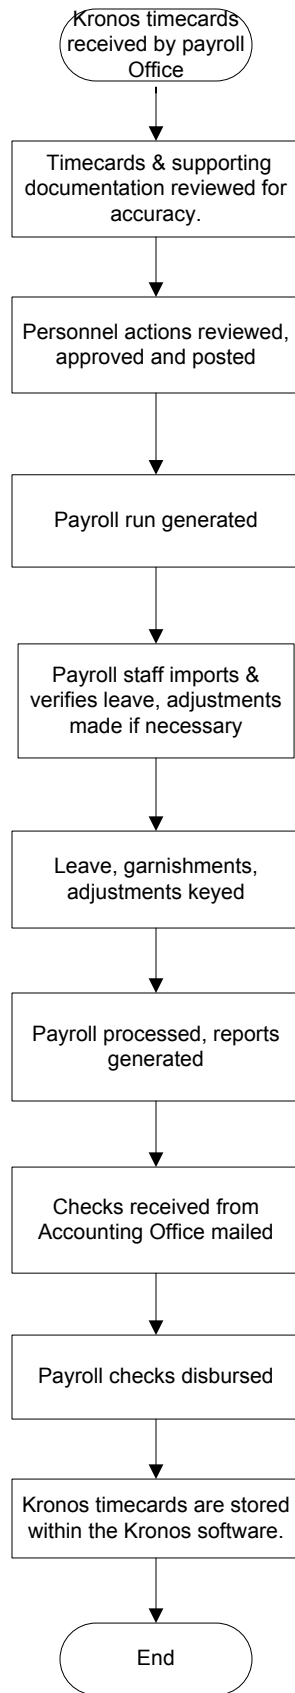 Kronos timecards
received by payroll
Office
Timecards & supporting
documentation reviewed for
accuracy.
Personnel actions reviewed,
approved and posted
Payroll run generated
Payroll staff imports &
verifies leave, adjustments
made if necessary
Leave, garnishments,
adjustments keyed
Payroll processed, reports
generated
Checks received from
Accounting Office mailed
Payroll checks disbursed
Kronos timecards are stored
within the Kronos software.
End